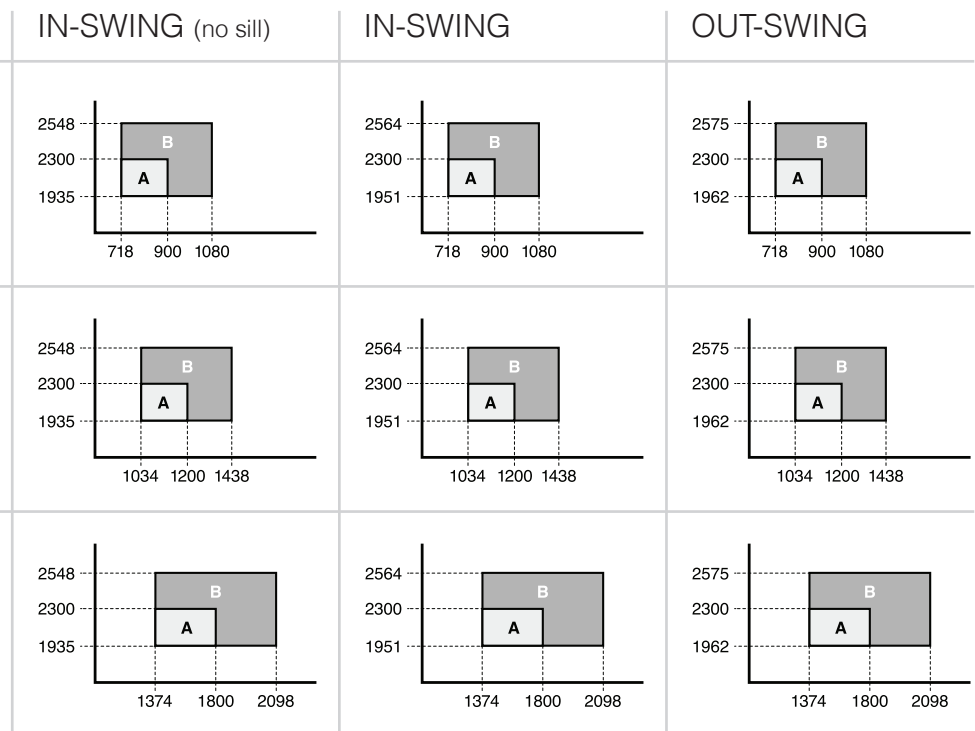 IN-SWING (no sill)
IN-SWING
OUT-SWING
2548
B
2300
A
1935
718 900 1080
2564
B
2300
A
1951
718 900 1080
2575
B
2300
A
1962
718 900 1080
2548
B
2300
A
1935
1034 1200 1438
2564
B
2300
A
1951
1034 1200 1438
2575
B
2300
A
1962
1034 1200 1438
2548
B
2300
A
1935
1374 1800 2098
2564
B
2300
A
1951
1374 1800 2098
2575
B
2300
A
1962
1374 1800 2098